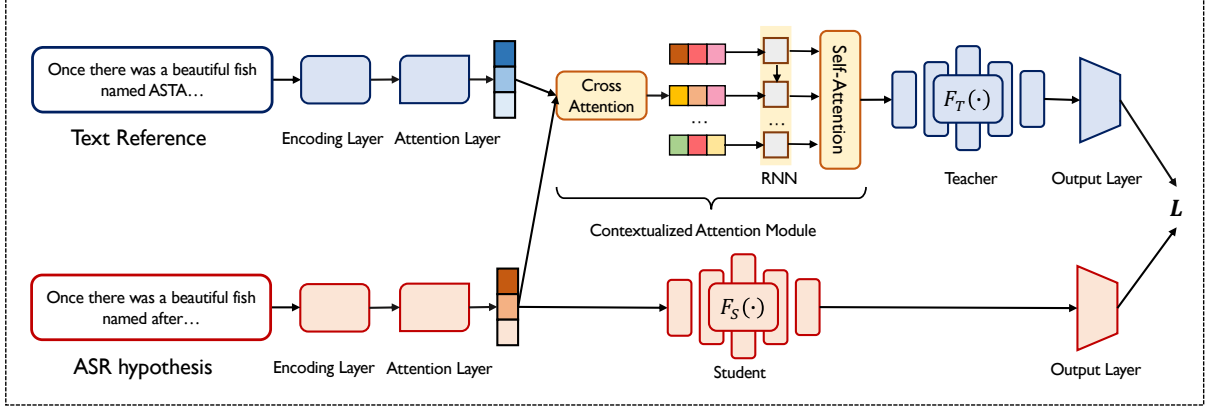 Once there was a beautiful fish
named ASTA…
Text Reference
Encoding Layer
Attention Layer
Cross
Attention
…
…
RNN
Self-Attention
Contextualized Attention Module
F_T(·)
Teacher
Output Layer
L
Once there was a beautiful fish
named after…
ASR hypothesis
Encoding Layer
Attention Layer
F_S(·)
Student
Output Layer